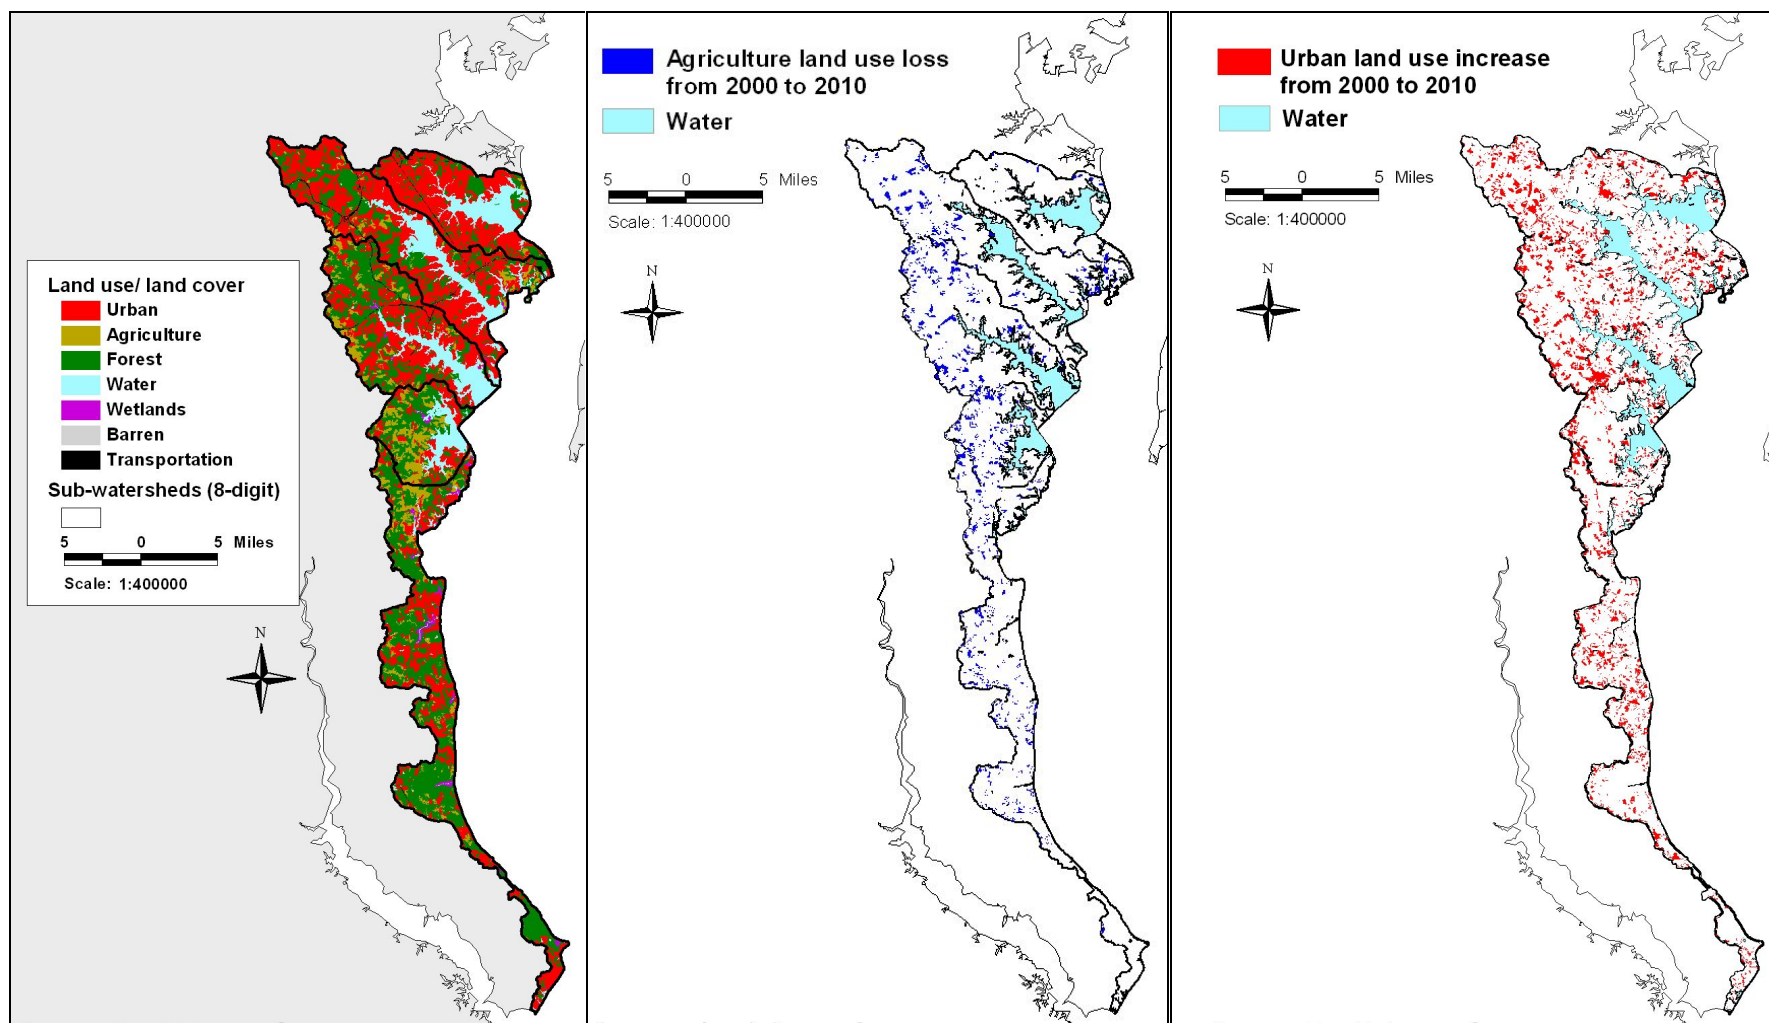 Land use/ land cover
Urban
Agriculture
Forest
Water
Wetlands
Barren
Transportation
Sub-watersheds (8-digit)
5 0 5 Miles
Scale: 1:400000
N
Agriculture land use loss
from 2000 to 2010
Water
5 0 5 Miles
Scale: 1:400000
N
Urban land use increase
from 2000 to 2010
Water
5 0 5 Miles
Scale: 1:400000
N